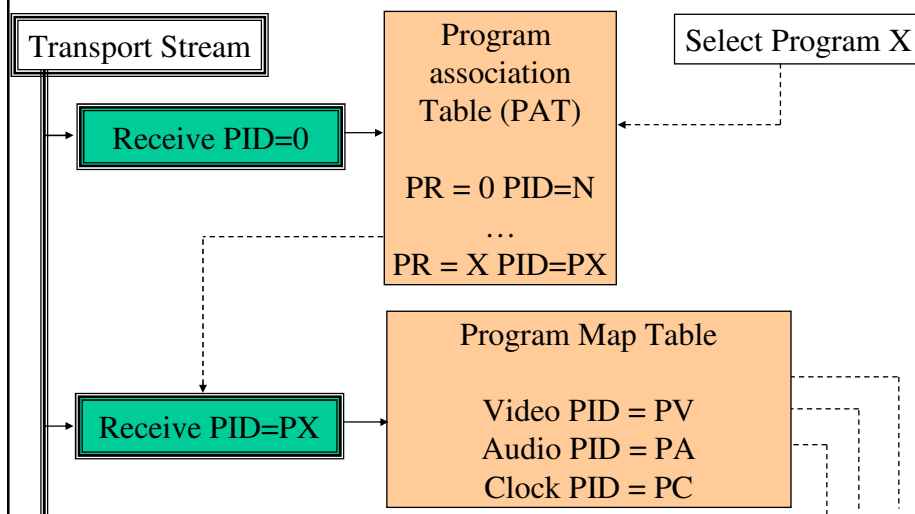 Transport Stream
Program
association
Table (PAT)
PR = 0 PID=N
…
PR = X PID=PX
Select Program X
Receive PID=0
Program Map Table
Video PID = PV
Audio PID = PA
Clock PID = PC
Receive PID=PX